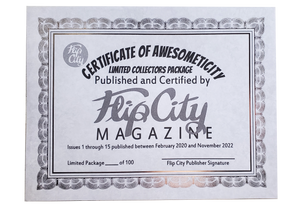 Flip
City
CERTIFICATE OF AWESOMETICITY
LIMITED COLLECTORS PACKAGE
Published and Certified by
Flip City
MAGAZINE
Issues 1 through 15 published between February 2020 and November 2022
Limited Package ____ of 100
Flip City Publisher Signature